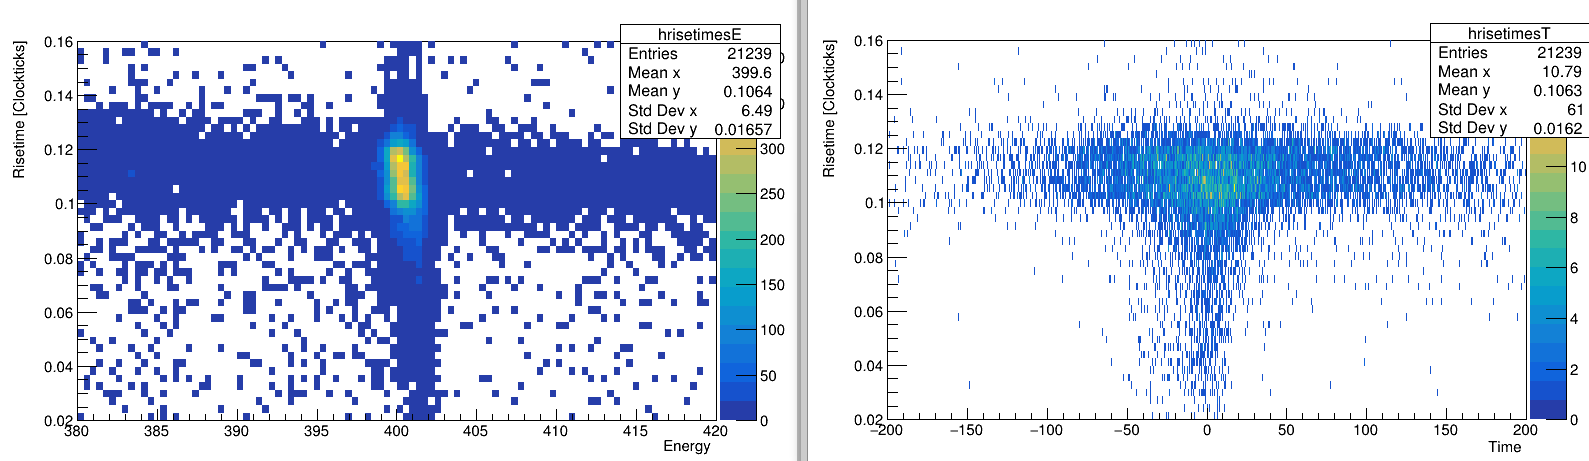 hrisetimesE
Entries 21239
Mean x 399.6
Mean y 0.1064
Std Dev x 6.49
Std Dev y 0.01657
Risetime [Clockticks]
0.16
0.14
0.12
0.1
0.08
0.06
0.04
0.02
380 385 390 395 400 405 410 415 420
Energy
300
250
200
150
100
50
0
hrisetimesT
Entries 21239
Mean x 10.79
Mean y 0.1063
Std Dev x 61
Std Dev y 0.0162
Risetime [Clockticks]
0.16
0.14
0.12
0.1
0.08
0.06
0.04
0.02
−200 −150 −100 −50 0 50 100 150 200
Time
10
8
6
4
2
0